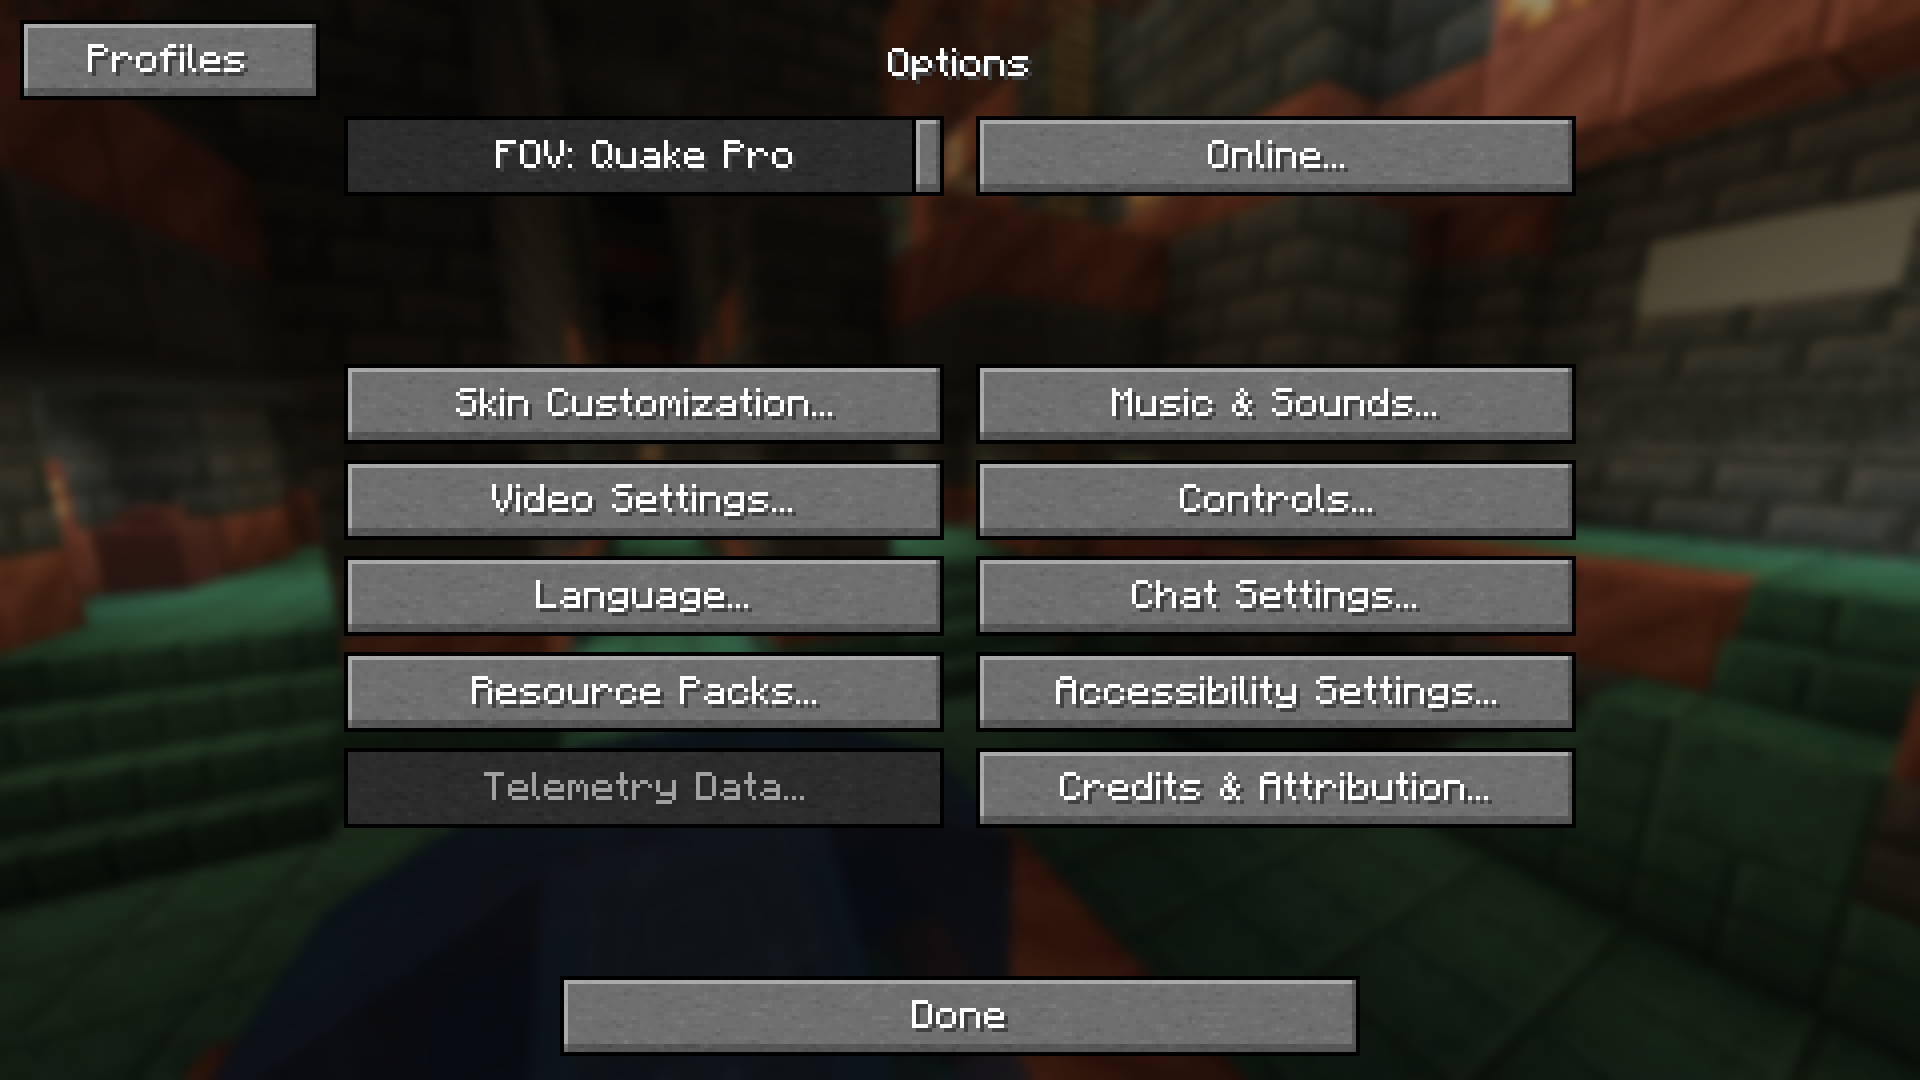 Profiles
Options
FOV: Quake Pro
Online...
Skin Customization...
Music & Sounds...
Video Settings...
Controls...
Language...
Chat Settings...
Resource Packs...
Accessibility Settings...
Telemetry Data...
Credits & Attribution...
Done